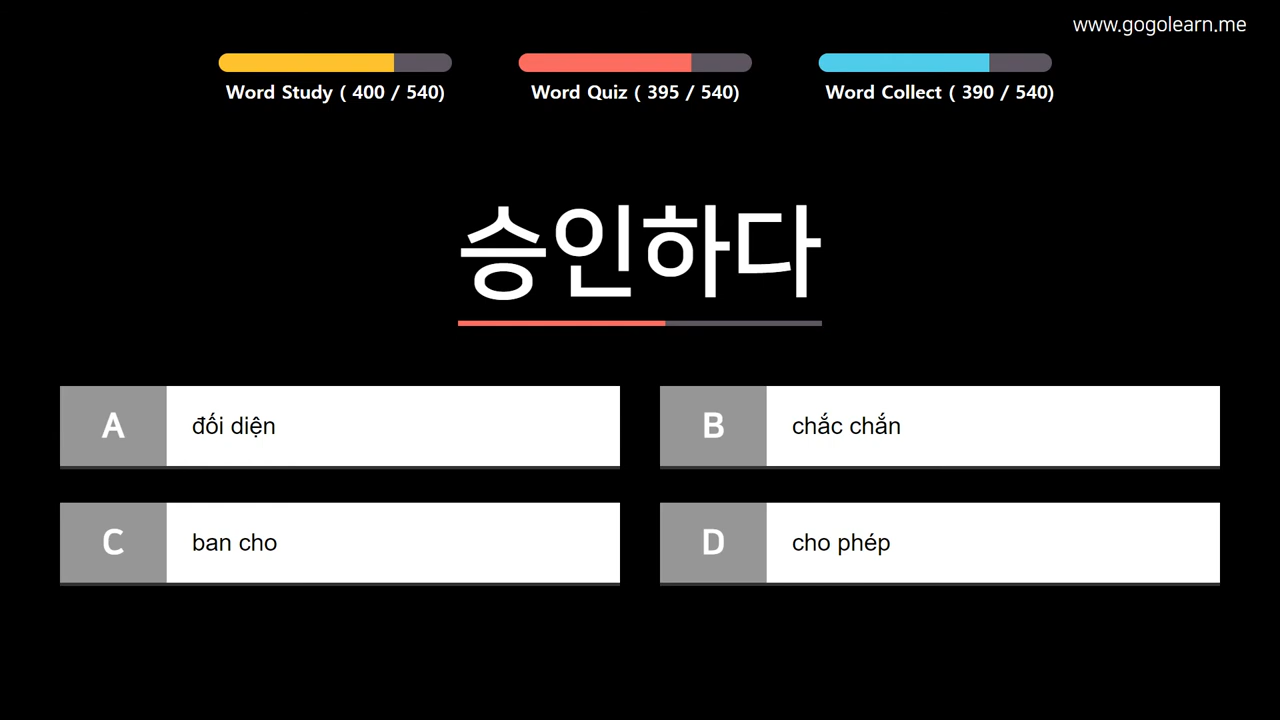 www.gogolearn.me
Word Study ( 400 / 540)
Word Quiz ( 395 / 540)
Word Collect ( 390 / 540)
승인하다
A đối diện
B chắc chắn
C ban cho
D cho phép